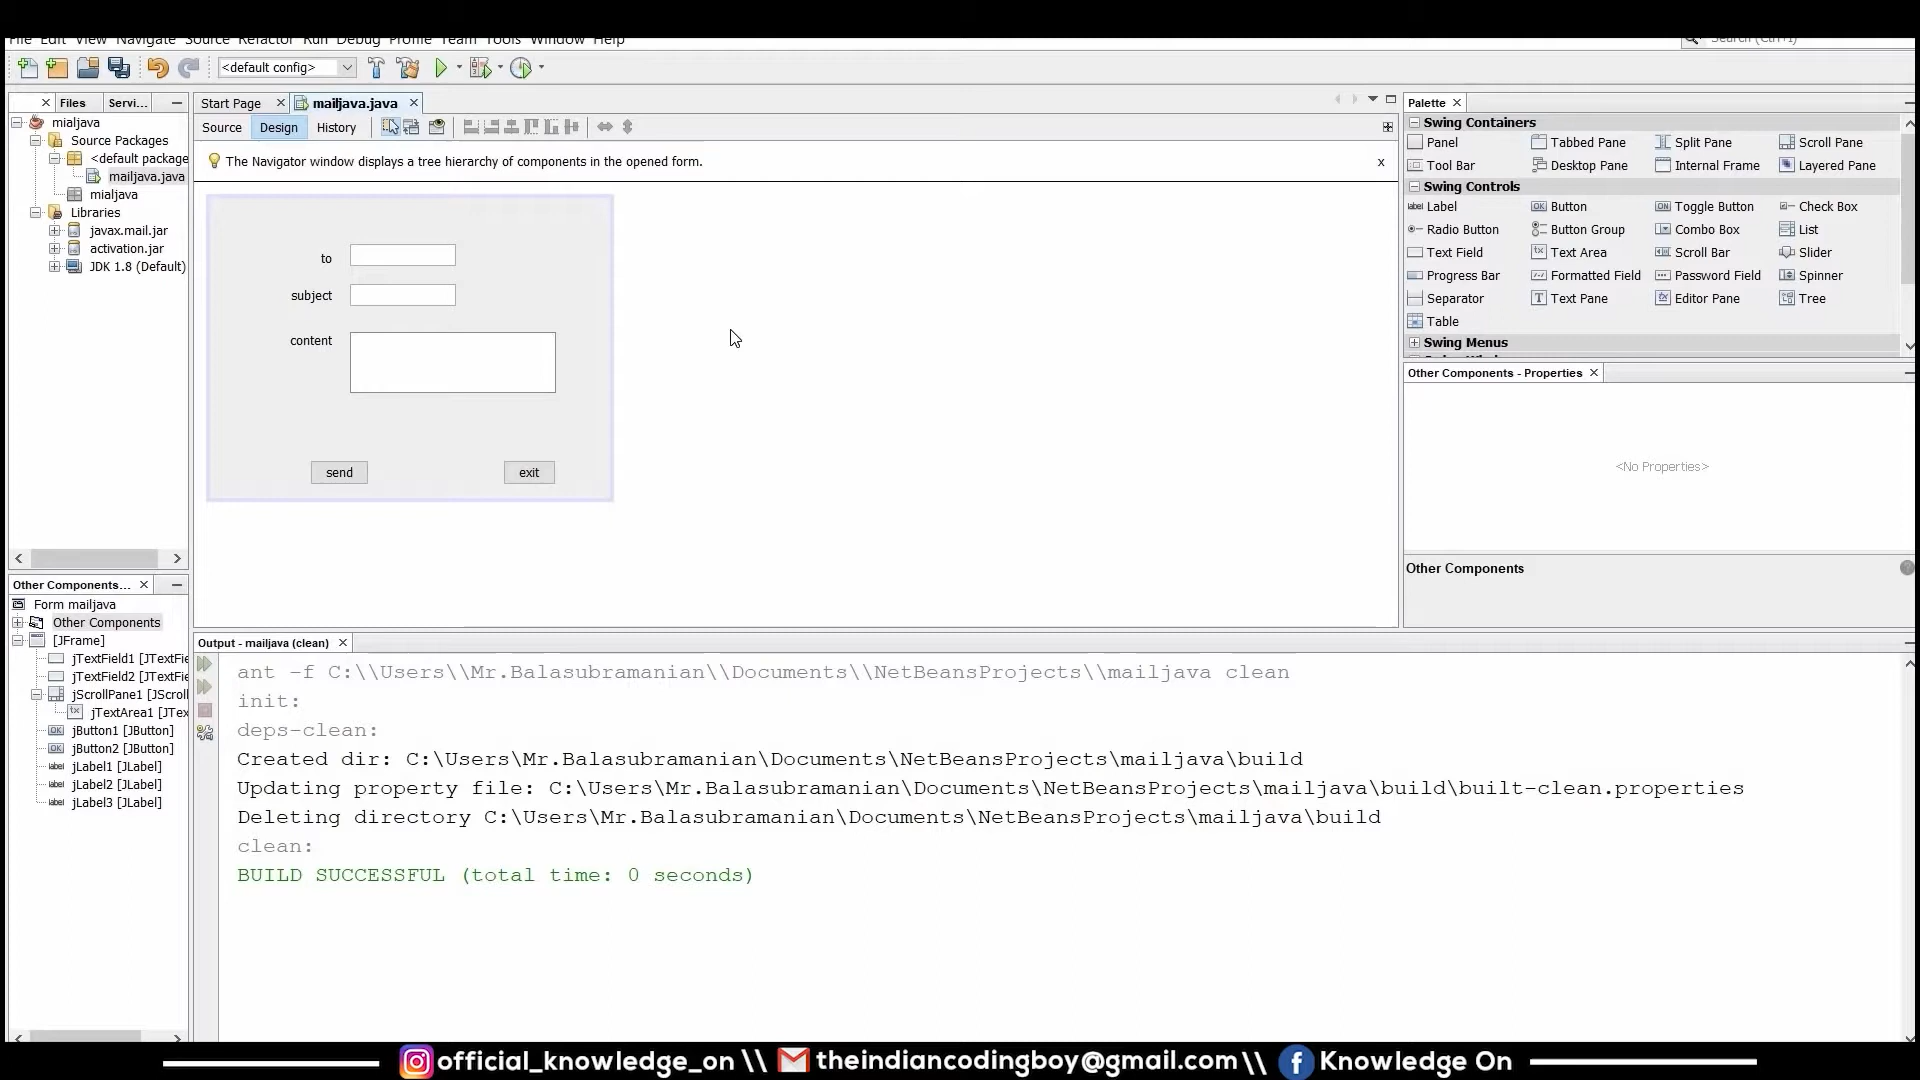 File Edit View Navigate Source Refactor Run Debug Profile Team Tools Window Help
Search (Ctrl+I)
<default config>
Files Servi...
Start Page mailjava.java
Source Design History
The Navigator window displays a tree hierarchy of components in the opened form.
x
mialjava
Source Packages
<default package
mailjava.java
mialjava
Libraries
javax.mail.jar
activation.jar
JDK 1.8 (Default)
to
subject
content
send
exit
Palette
Swing Containers
Panel Tabbed Pane Split Pane Scroll Pane
Tool Bar Desktop Pane Internal Frame Layered Pane
Swing Controls
label Label OK Button ON Toggle Button Check Box
Radio Button Button Group Combo Box List
Text Field Text Area Scroll Bar Slider
Progress Bar Formatted Field Password Field Spinner
Separator Text Pane Editor Pane Tree
Table
Swing Menus
Other Components - Properties
<No Properties>
Other Components
Other Components...
Form mailjava
Other Components
[JFrame]
jTextField1 [JTextFie
jTextField2 [JTextFie
jScrollPane1 [JScroll
jTextArea1 [JTex
jButton1 [JButton]
jButton2 [JButton]
jLabel1 [JLabel]
jLabel2 [JLabel]
jLabel3 [JLabel]
Output - mailjava (clean)
ant -f C:\\Users\\Mr.Balasubramanian\\Documents\\NetBeansProjects\\mailjava clean
init:
deps-clean:
Created dir: C:\Users\Mr.Balasubramanian\Documents\NetBeansProjects\mailjava\build
Updating property file: C:\Users\Mr.Balasubramanian\Documents\NetBeansProjects\mailjava\build\built-clean.properties
Deleting directory C:\Users\Mr.Balasubramanian\Documents\NetBeansProjects\mailjava\build
clean:
BUILD SUCCESSFUL (total time: 0 seconds)
official_knowledge_on \\ theindiancodingboy@gmail.com \\ Knowledge On